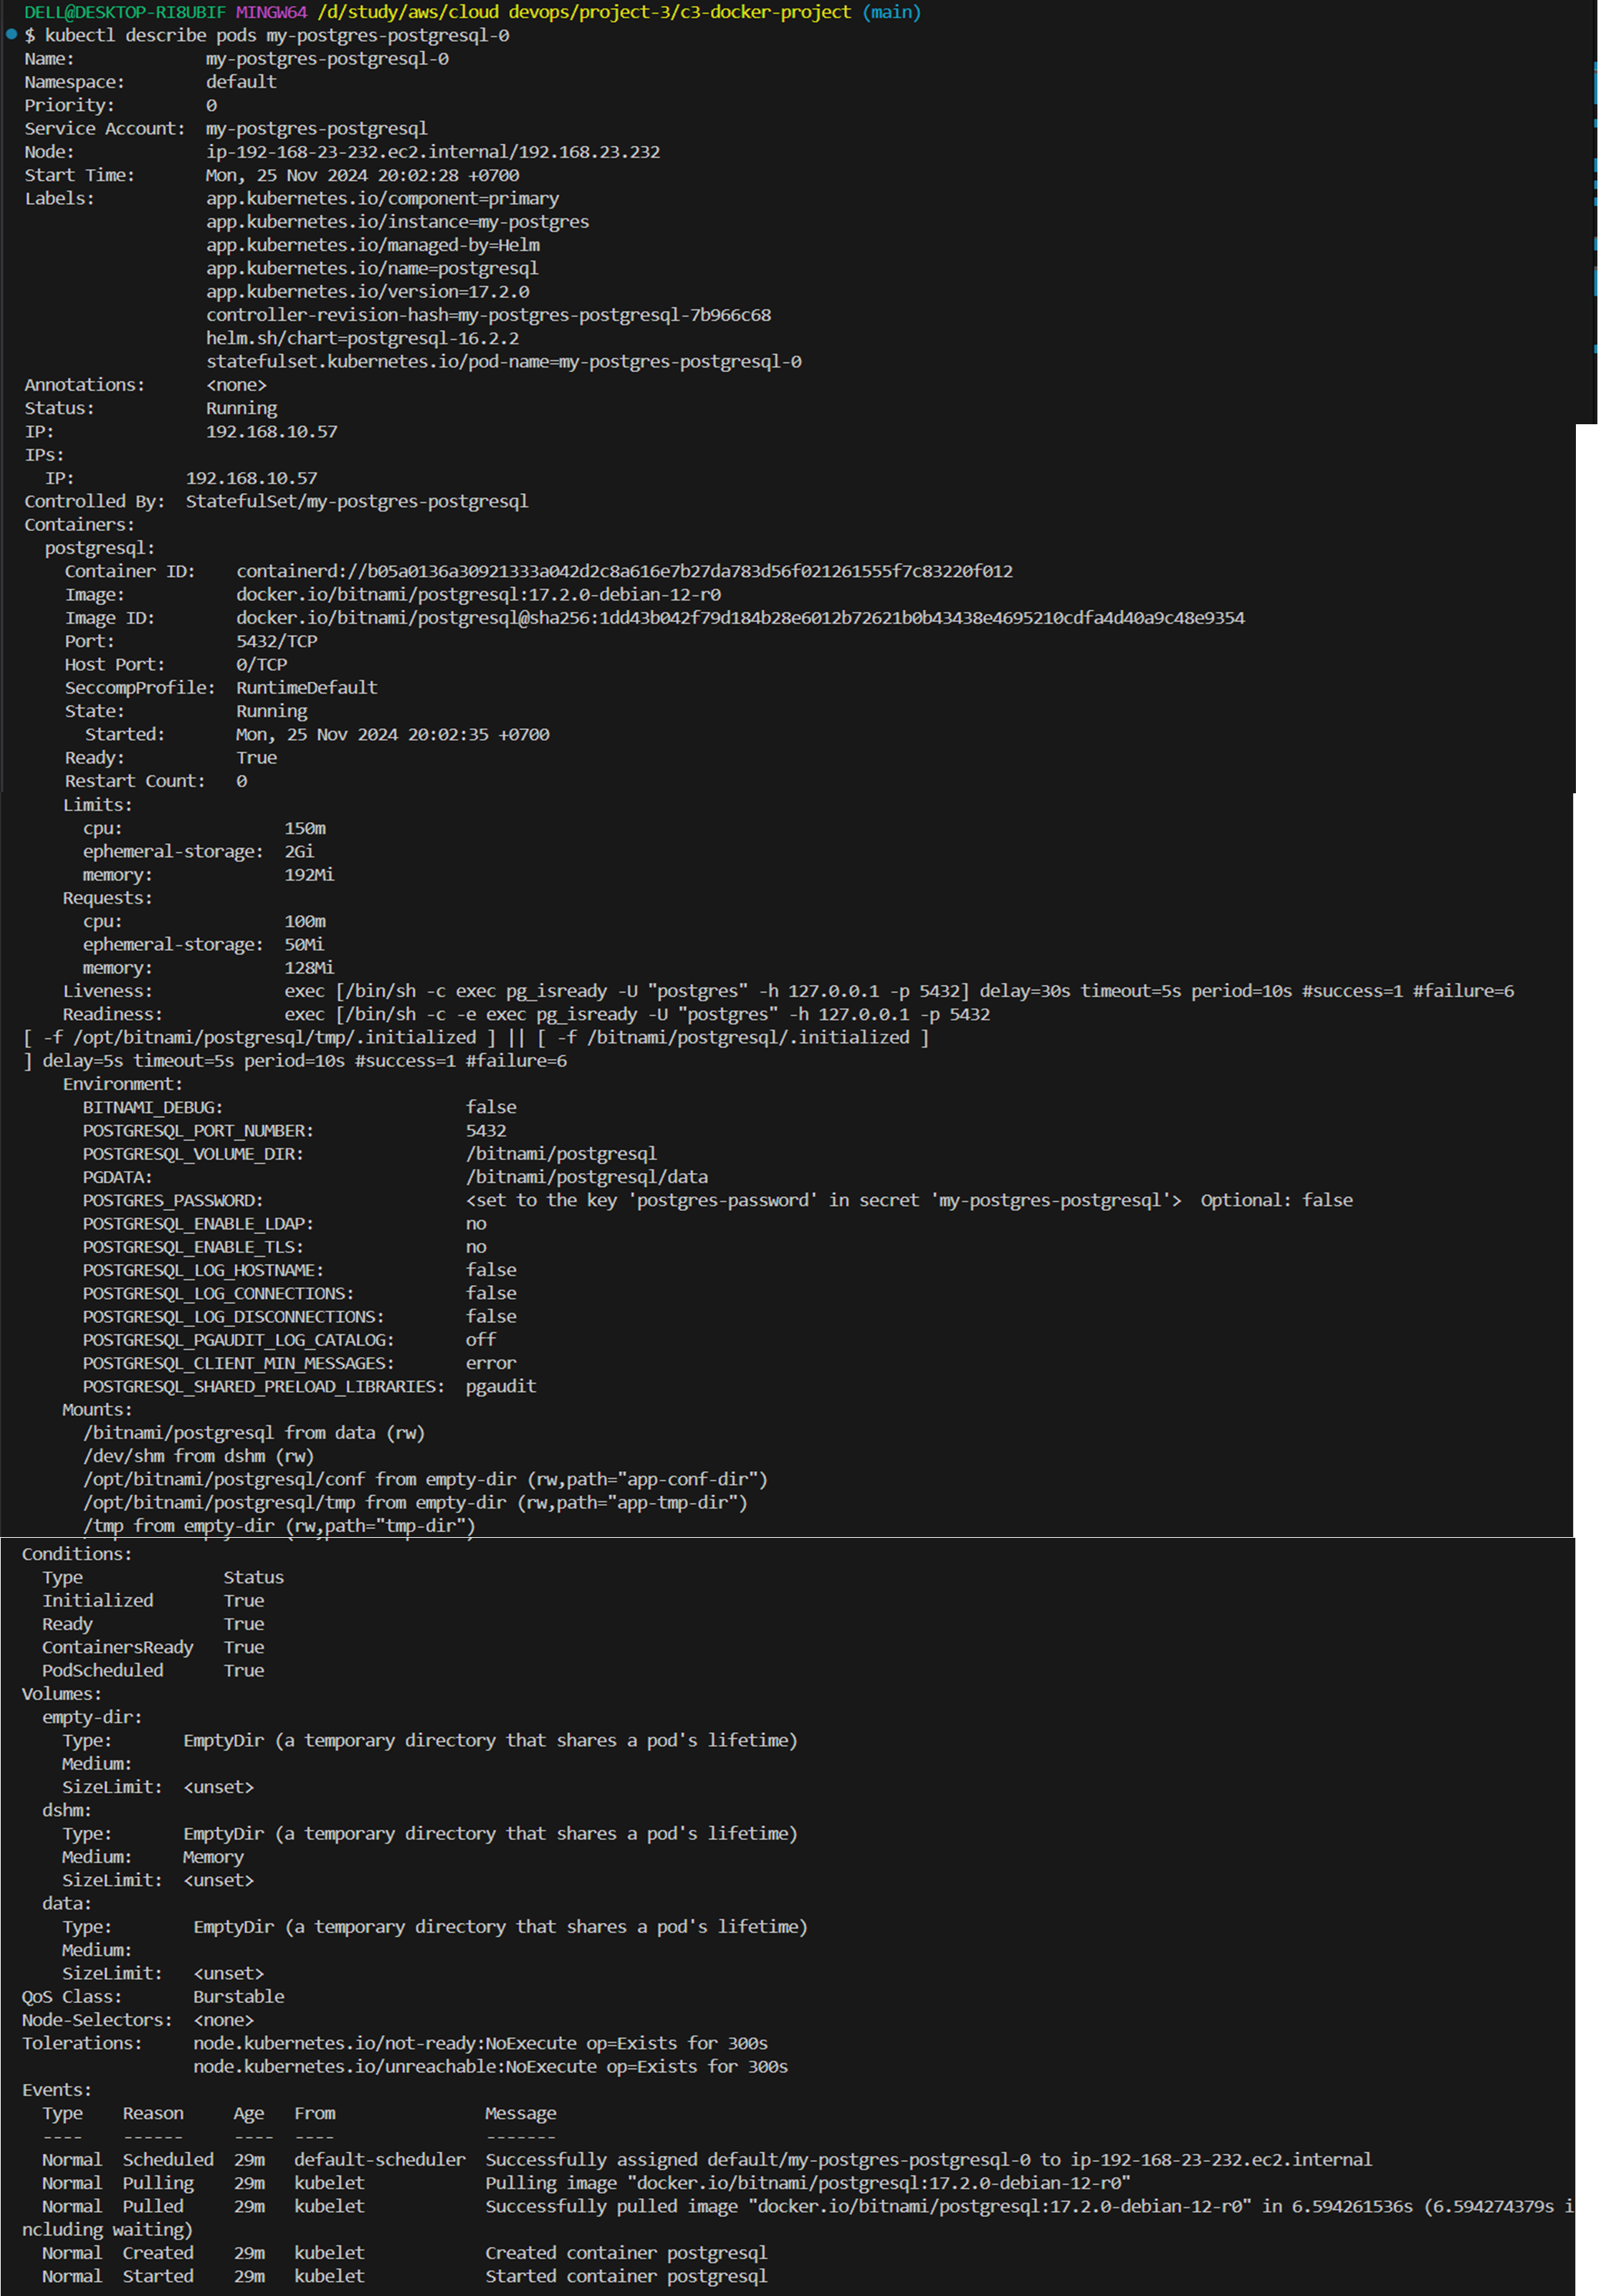 DELL@DESKTOP-RI8UBIF MINGW64 /d/study/aws/cloud devops/project-3/c3-docker-project (main)
$ kubectl describe pods my-postgres-postgresql-0
Name:             my-postgres-postgresql-0
Namespace:        default
Priority:         0
Service Account:  my-postgres-postgresql
Node:             ip-192-168-23-232.ec2.internal/192.168.23.232
Start Time:       Mon, 25 Nov 2024 20:02:28 +0700
Labels:           app.kubernetes.io/component=primary
                  app.kubernetes.io/instance=my-postgres
                  app.kubernetes.io/managed-by=Helm
                  app.kubernetes.io/name=postgresql
                  app.kubernetes.io/version=17.2.0
                  controller-revision-hash=my-postgres-postgresql-7b966c68
                  helm.sh/chart=postgresql-16.2.2
                  statefulset.kubernetes.io/pod-name=my-postgres-postgresql-0
Annotations:      <none>
Status:           Running
IP:               192.168.10.57
IPs:
  IP:           192.168.10.57
Controlled By:  StatefulSet/my-postgres-postgresql
Containers:
  postgresql:
    Container ID:    containerd://b05a0136a30921333a042d2c8a616e7b27da783d56f021261555f7c83220f012
    Image:           docker.io/bitnami/postgresql:17.2.0-debian-12-r0
    Image ID:        docker.io/bitnami/postgresql@sha256:1dd43b042f79d184b28e6012b72621b0b43438e4695210cdfa4d40a9c48e9354
    Port:            5432/TCP
    Host Port:       0/TCP
    SeccompProfile:  RuntimeDefault
    State:           Running
      Started:       Mon, 25 Nov 2024 20:02:35 +0700
    Ready:           True
    Restart Count:   0
    Limits:
      cpu:                150m
      ephemeral-storage:  2Gi
      memory:             192Mi
    Requests:
      cpu:                100m
      ephemeral-storage:  50Mi
      memory:             128Mi
    Liveness:             exec [/bin/sh -c exec pg_isready -U "postgres" -h 127.0.0.1 -p 5432] delay=30s timeout=5s period=10s #success=1 #failure=6
    Readiness:            exec [/bin/sh -c -e exec pg_isready -U "postgres" -h 127.0.0.1 -p 5432
[ -f /opt/bitnami/postgresql/tmp/.initialized ] || [ -f /bitnami/postgresql/.initialized ]
] delay=5s timeout=5s period=10s #success=1 #failure=6
    Environment:
      BITNAMI_DEBUG:                        false
      POSTGRESQL_PORT_NUMBER:               5432
      POSTGRESQL_VOLUME_DIR:                /bitnami/postgresql
      PGDATA:                               /bitnami/postgresql/data
      POSTGRES_PASSWORD:                    <set to the key 'postgres-password' in secret 'my-postgres-postgresql'>  Optional: false
      POSTGRESQL_ENABLE_LDAP:               no
      POSTGRESQL_ENABLE_TLS:                no
      POSTGRESQL_LOG_HOSTNAME:              false
      POSTGRESQL_LOG_CONNECTIONS:           false
      POSTGRESQL_LOG_DISCONNECTIONS:        false
      POSTGRESQL_PGAUDIT_LOG_CATALOG:       off
      POSTGRESQL_CLIENT_MIN_MESSAGES:       error
      POSTGRESQL_SHARED_PRELOAD_LIBRARIES:  pgaudit
    Mounts:
      /bitnami/postgresql from data (rw)
      /dev/shm from dshm (rw)
      /opt/bitnami/postgresql/conf from empty-dir (rw,path="app-conf-dir")
      /opt/bitnami/postgresql/tmp from empty-dir (rw,path="app-tmp-dir")
      /tmp from empty-dir (rw,path="tmp-dir")
Conditions:
  Type              Status
  Initialized       True
  Ready             True
  ContainersReady   True
  PodScheduled      True
Volumes:
  empty-dir:
    Type:       EmptyDir (a temporary directory that shares a pod's lifetime)
    Medium:
    SizeLimit:  <unset>
  dshm:
    Type:       EmptyDir (a temporary directory that shares a pod's lifetime)
    Medium:     Memory
    SizeLimit:  <unset>
  data:
    Type:        EmptyDir (a temporary directory that shares a pod's lifetime)
    Medium:
    SizeLimit:   <unset>
QoS Class:       Burstable
Node-Selectors:  <none>
Tolerations:     node.kubernetes.io/not-ready:NoExecute op=Exists for 300s
                 node.kubernetes.io/unreachable:NoExecute op=Exists for 300s
Events:
  Type    Reason     Age   From               Message
  ----    ------     ----  ----               -------
  Normal  Scheduled  29m   default-scheduler  Successfully assigned default/my-postgres-postgresql-0 to ip-192-168-23-232.ec2.internal
  Normal  Pulling    29m   kubelet            Pulling image "docker.io/bitnami/postgresql:17.2.0-debian-12-r0"
  Normal  Pulled     29m   kubelet            Successfully pulled image "docker.io/bitnami/postgresql:17.2.0-debian-12-r0" in 6.594261536s (6.594274379s i
ncluding waiting)
  Normal  Created    29m   kubelet            Created container postgresql
  Normal  Started    29m   kubelet            Started container postgresql